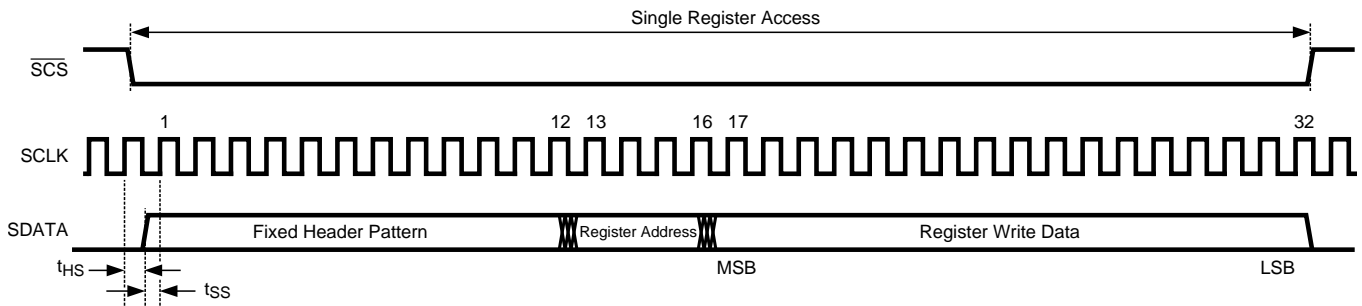 Single Register Access
SCS
1 12 13 16 17 32
SCLK
SDATA Fixed Header Pattern Register Address Register Write Data
tHS MSB LSB
tSS